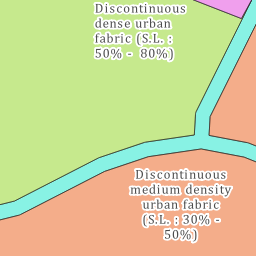 Discontinuous
dense urban
fabric (S.L. :
50% -  80%)
Discontinuous
medium density
urban fabric
(S.L. : 30% -
50%)